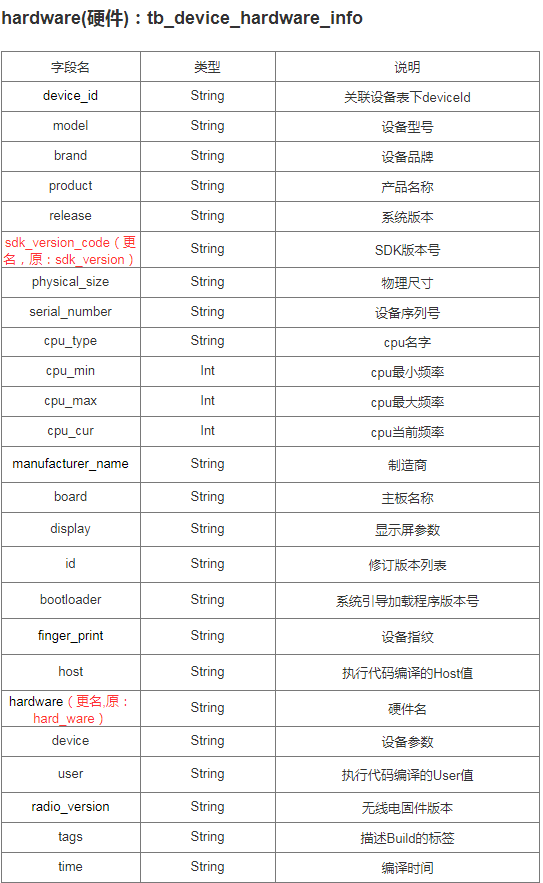 hardware(硬件)：tb_device_hardware_info
字段名 类型 说明
device_id String 关联设备表下deviceId
model String 设备型号
brand String 设备品牌
product String 产品名称
release String 系统版本
sdk_version_code（更
名，原：sdk_version） String SDK版本号
physical_size String 物理尺寸
serial_number String 设备序列号
cpu_type String cpu名字
cpu_min Int cpu最小频率
cpu_max Int cpu最大频率
cpu_cur Int cpu当前频率
manufacturer_name String 制造商
board String 主板名称
display String 显示屏参数
id String 修订版本列表
bootloader String 系统引导加载程序版本号
finger_print String 设备指纹
host String 执行代码编译的Host值
hardware（更名,原：
hard_ware） String 硬件名
device String 设备参数
user String 执行代码编译的User值
radio_version String 无线电固件版本
tags String 描述Build的标签
time String 编译时间